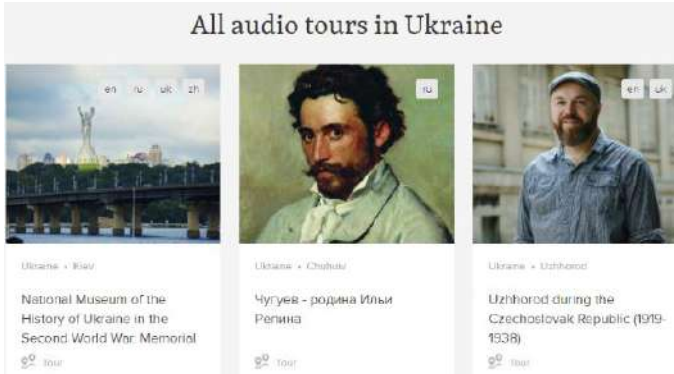 All audio tours in Ukraine
en ru uk zh
ru
en uk
Ukraine • Kiev
Ukraine • Chuhuiv
Ukraine • Uzhhorod
National Museum of the
History of Ukraine in the
Second World War. Memorial
Чугуев - родина Ильи
Репина
Uzhhorod during the
Czechoslovak Republic (1919-
1938)
Tour
Tour
Tour